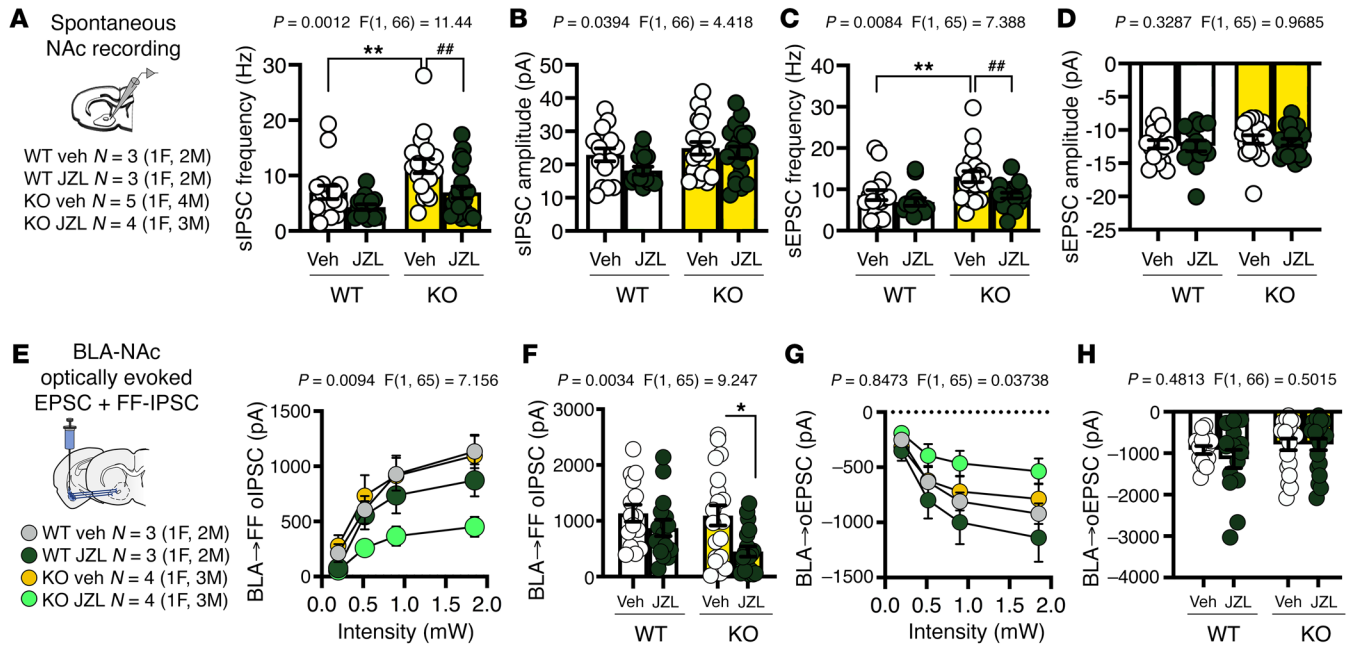 A
Spontaneous
NAc recording
WT veh N = 3 (1F, 2M)
WT JZL N = 3 (1F, 2M)
KO veh N = 5 (1F, 4M)
KO JZL N = 4 (1F, 3M)
P = 0.0012 F(1, 66) = 11.44
sIPSC frequency (Hz)
30
20
10
0
**
##
Veh JZL Veh JZL
WT KO
B
P = 0.0394 F(1, 66) = 4.418
sIPSC amplitude (pA)
50
40
30
20
10
0
Veh JZL Veh JZL
WT KO
C
P = 0.0084 F(1, 65) = 7.388
sEPSC frequency (Hz)
40
30
20
10
0
**
##
Veh JZL Veh JZL
WT KO
D
P = 0.3287 F(1, 65) = 0.9685
sEPSC amplitude (pA)
0
-5
-10
-15
-20
-25
Veh JZL Veh JZL
WT KO
E
BLA-NAc
optically evoked
EPSC + FF-IPSC
WT veh N = 3 (1F, 2M)
WT JZL N = 3 (1F, 2M)
KO veh N = 4 (1F, 3M)
KO JZL N = 4 (1F, 3M)
P = 0.0094 F(1, 65) = 7.156
BLA→FF oIPSC (pA)
1500
1000
500
0
0.0 0.5 1.0 1.5 2.0
Intensity (mW)
F
P = 0.0034 F(1, 65) = 9.247
BLA→FF oIPSC (pA)
3000
2000
1000
0
*
Veh JZL Veh JZL
WT KO
G
P = 0.8473 F(1, 65) = 0.03738
BLA→oEPSC (pA)
0
−500
−1000
−1500
0.0 0.5 1.0 1.5 2.0
Intensity (mW)
H
P = 0.4813 F(1, 66) = 0.5015
BLA→oEPSC (pA)
0
−1000
−2000
−3000
−4000
Veh JZL Veh JZL
WT KO